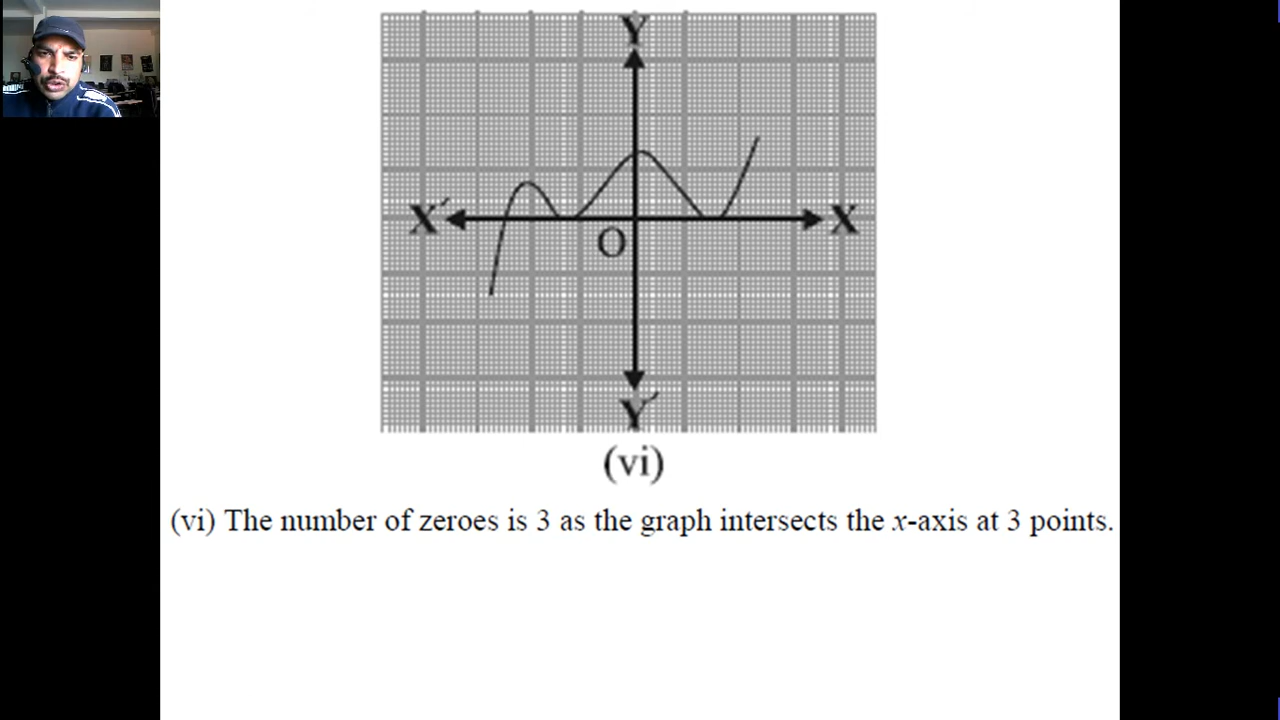 Y
X′ X
O
Y′
(vi)
(vi) The number of zeroes is 3 as the graph intersects the x-axis at 3 points.